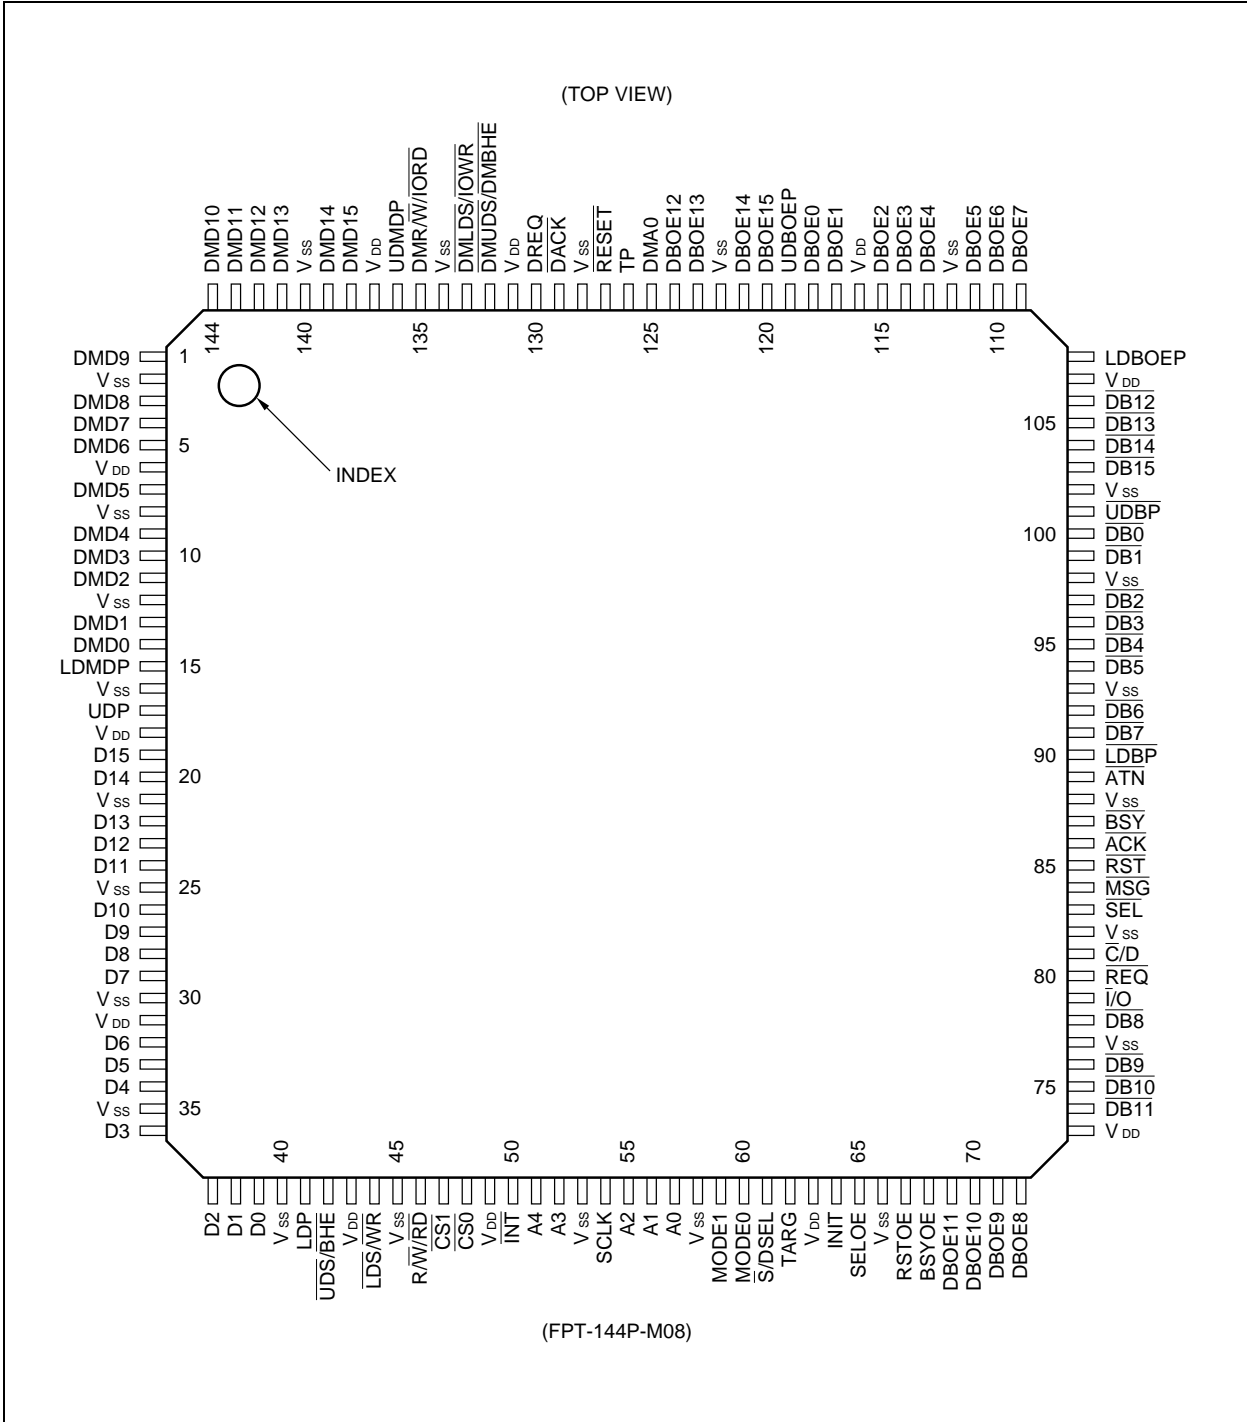 (TOP VIEW)
DMD10
DMD11
DMD12
DMD13
VSS
DMD14
DMD15
VDD
UDMDP
DMR/W/IORD
VSS
DMLDS/IOWR
DMUDS/DMBHE
VDD
DREQ
DACK
VSS
RESET
TP
DMA0
DBOE12
DBOE13
VSS
DBOE14
DBOE15
UDBOEP
DBOE0
DBOE1
VDD
DBOE2
DBOE3
DBOE4
VSS
DBOE5
DBOE6
DBOE7
144
140
135
130
125
120
115
110
DMD9 1
VSS
DMD8
DMD7
DMD6 5
VDD
DMD5
VSS
DMD4
DMD3 10
DMD2
VSS
DMD1
DMD0
LDMDP 15
VSS
UDP
VDD
D15
D14 20
VSS
D13
D12
D11
VSS 25
D10
D9
D8
D7
VSS 30
VDD
D6
D5
D4
VSS 35
D3
INDEX
LDBOEP
VDD
DB12
105 DB13
DB14
DB15
VSS
UDBP
100 DB0
DB1
VSS
DB2
DB3
95 DB4
DB5
VSS
DB6
DB7
90 LDBP
ATN
VSS
BSY
ACK
85 RST
MSG
SEL
VSS
C/D
80 REQ
I/O
DB8
VSS
DB9
75 DB10
DB11
VDD
40
45
50
55
60
65
70
D2
D1
D0
VSS
LDP
UDS/BHE
VDD
LDS/WR
VSS
R/W/RD
CS1
CS0
VDD
INT
A4
A3
VSS
SCLK
A2
A1
A0
VSS
MODE1
MODE0
S/DSEL
TARG
VDD
INIT
SELOE
VSS
RSTOE
BSYOE
DBOE11
DBOE10
DBOE9
DBOE8
(FPT-144P-M08)